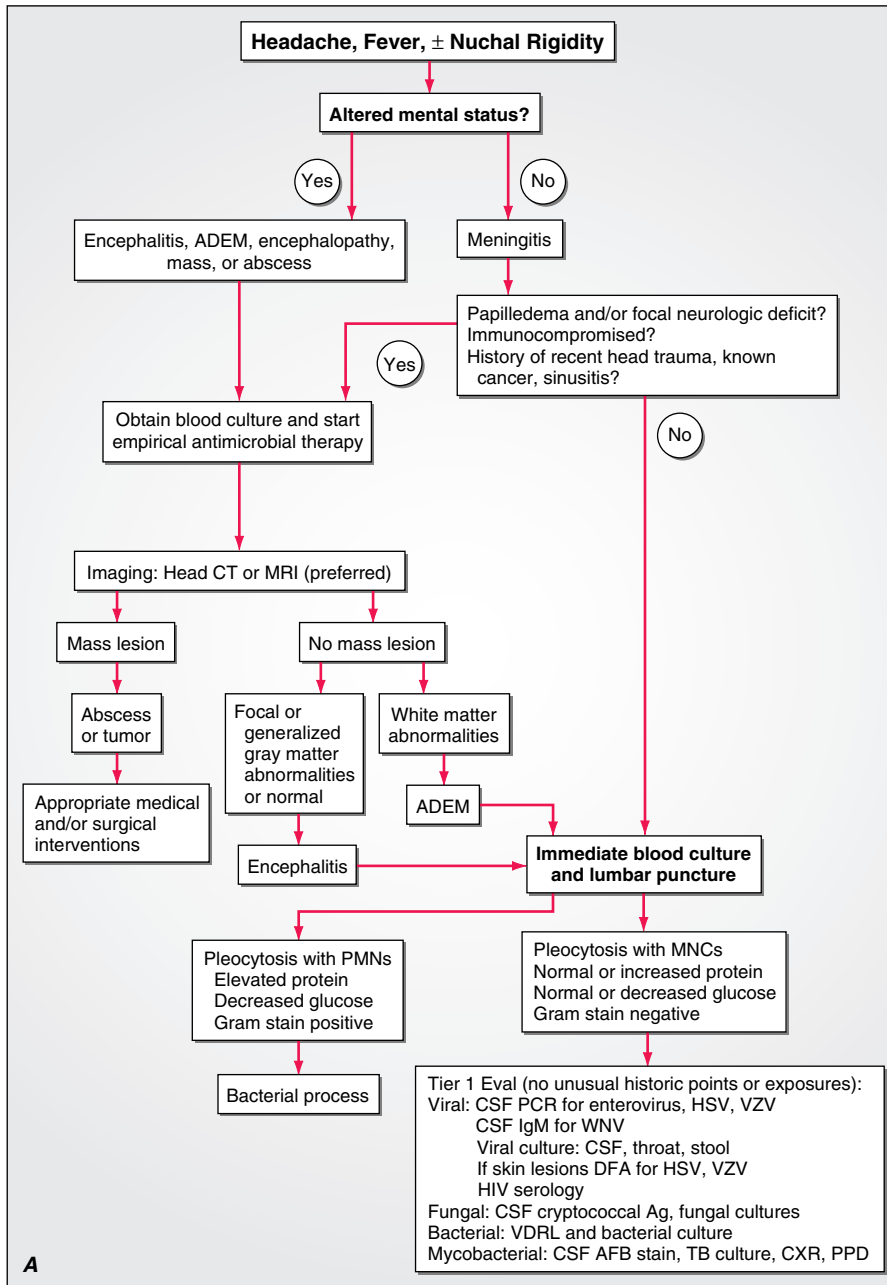 Headache, Fever, ± Nuchal Rigidity
Altered mental status?
Yes
No
Encephalitis, ADEM, encephalopathy,
mass, or abscess
Meningitis
Papilledema and/or focal neurologic deficit?
Immunocompromised?
History of recent head trauma, known
cancer, sinusitis?
Yes
No
Obtain blood culture and start
empirical antimicrobial therapy
Imaging: Head CT or MRI (preferred)
Mass lesion
No mass lesion
Abscess
or tumor
Focal or
generalized
gray matter
abnormalities
or normal
White matter
abnormalities
Appropriate medical
and/or surgical
interventions
ADEM
Encephalitis
Immediate blood culture
and lumbar puncture
Pleocytosis with PMNs
Elevated protein
Decreased glucose
Gram stain positive
Pleocytosis with MNCs
Normal or increased protein
Normal or decreased glucose
Gram stain negative
Bacterial process
Tier 1 Eval (no unusual historic points or exposures):
Viral: CSF PCR for enterovirus, HSV, VZV
CSF IgM for WNV
Viral culture: CSF, throat, stool
If skin lesions DFA for HSV, VZV
HIV serology
Fungal: CSF cryptococcal Ag, fungal cultures
Bacterial: VDRL and bacterial culture
Mycobacterial: CSF AFB stain, TB culture, CXR, PPD
A